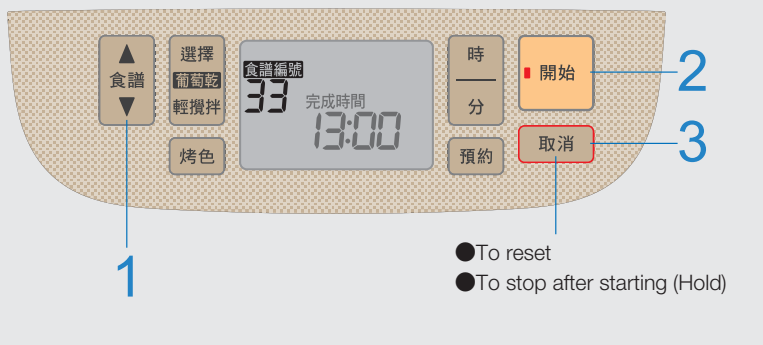 ▲
食譜
▼
選擇
葡萄乾
輕攪拌
烤色
食譜編號
33
完成時間
13:00
時
分
預約
開始
取消
1
2
3
●To reset
●To stop after starting (Hold)